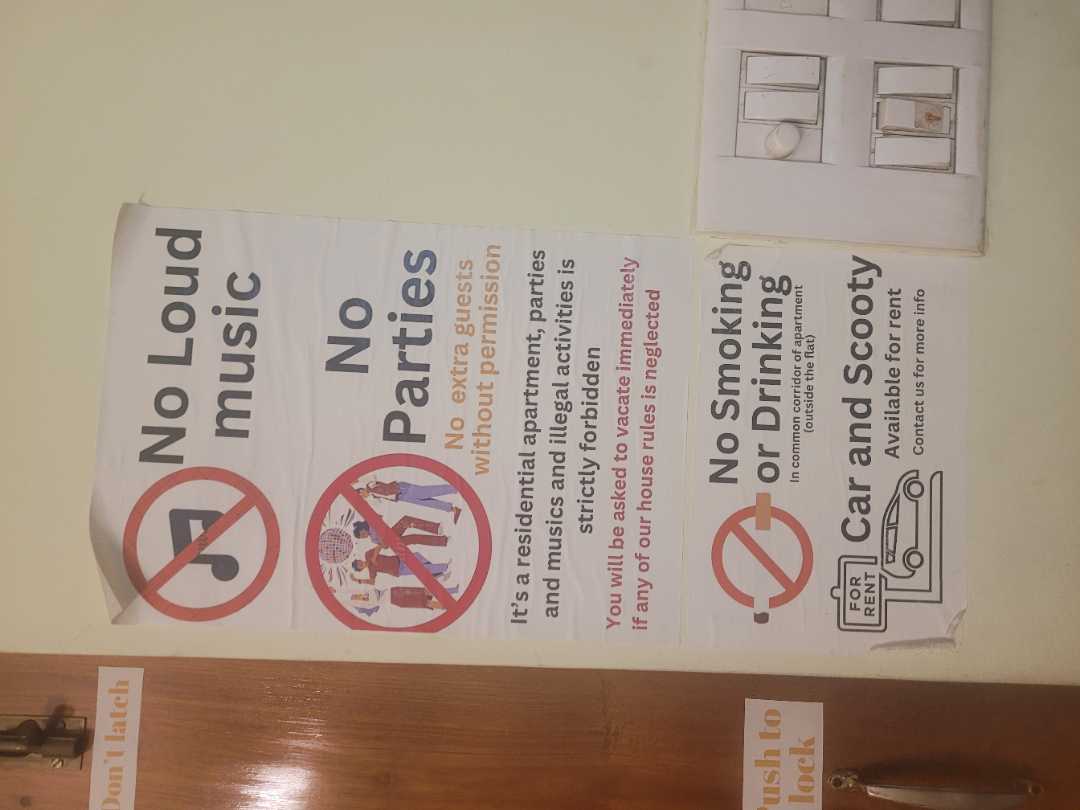 No Loud
music
No
Parties
No extra guests
without permission
It's a residential apartment, parties
and musics and illegal activities is
strictly forbidden
You will be asked to vacate immediately
if any of our house rules is neglected
No Smoking
or Drinking
In common corridor of apartment
(outside the flat)
FOR
RENT
Car and Scooty
Available for rent
Contact us for more info
Don't latch
Push to
lock